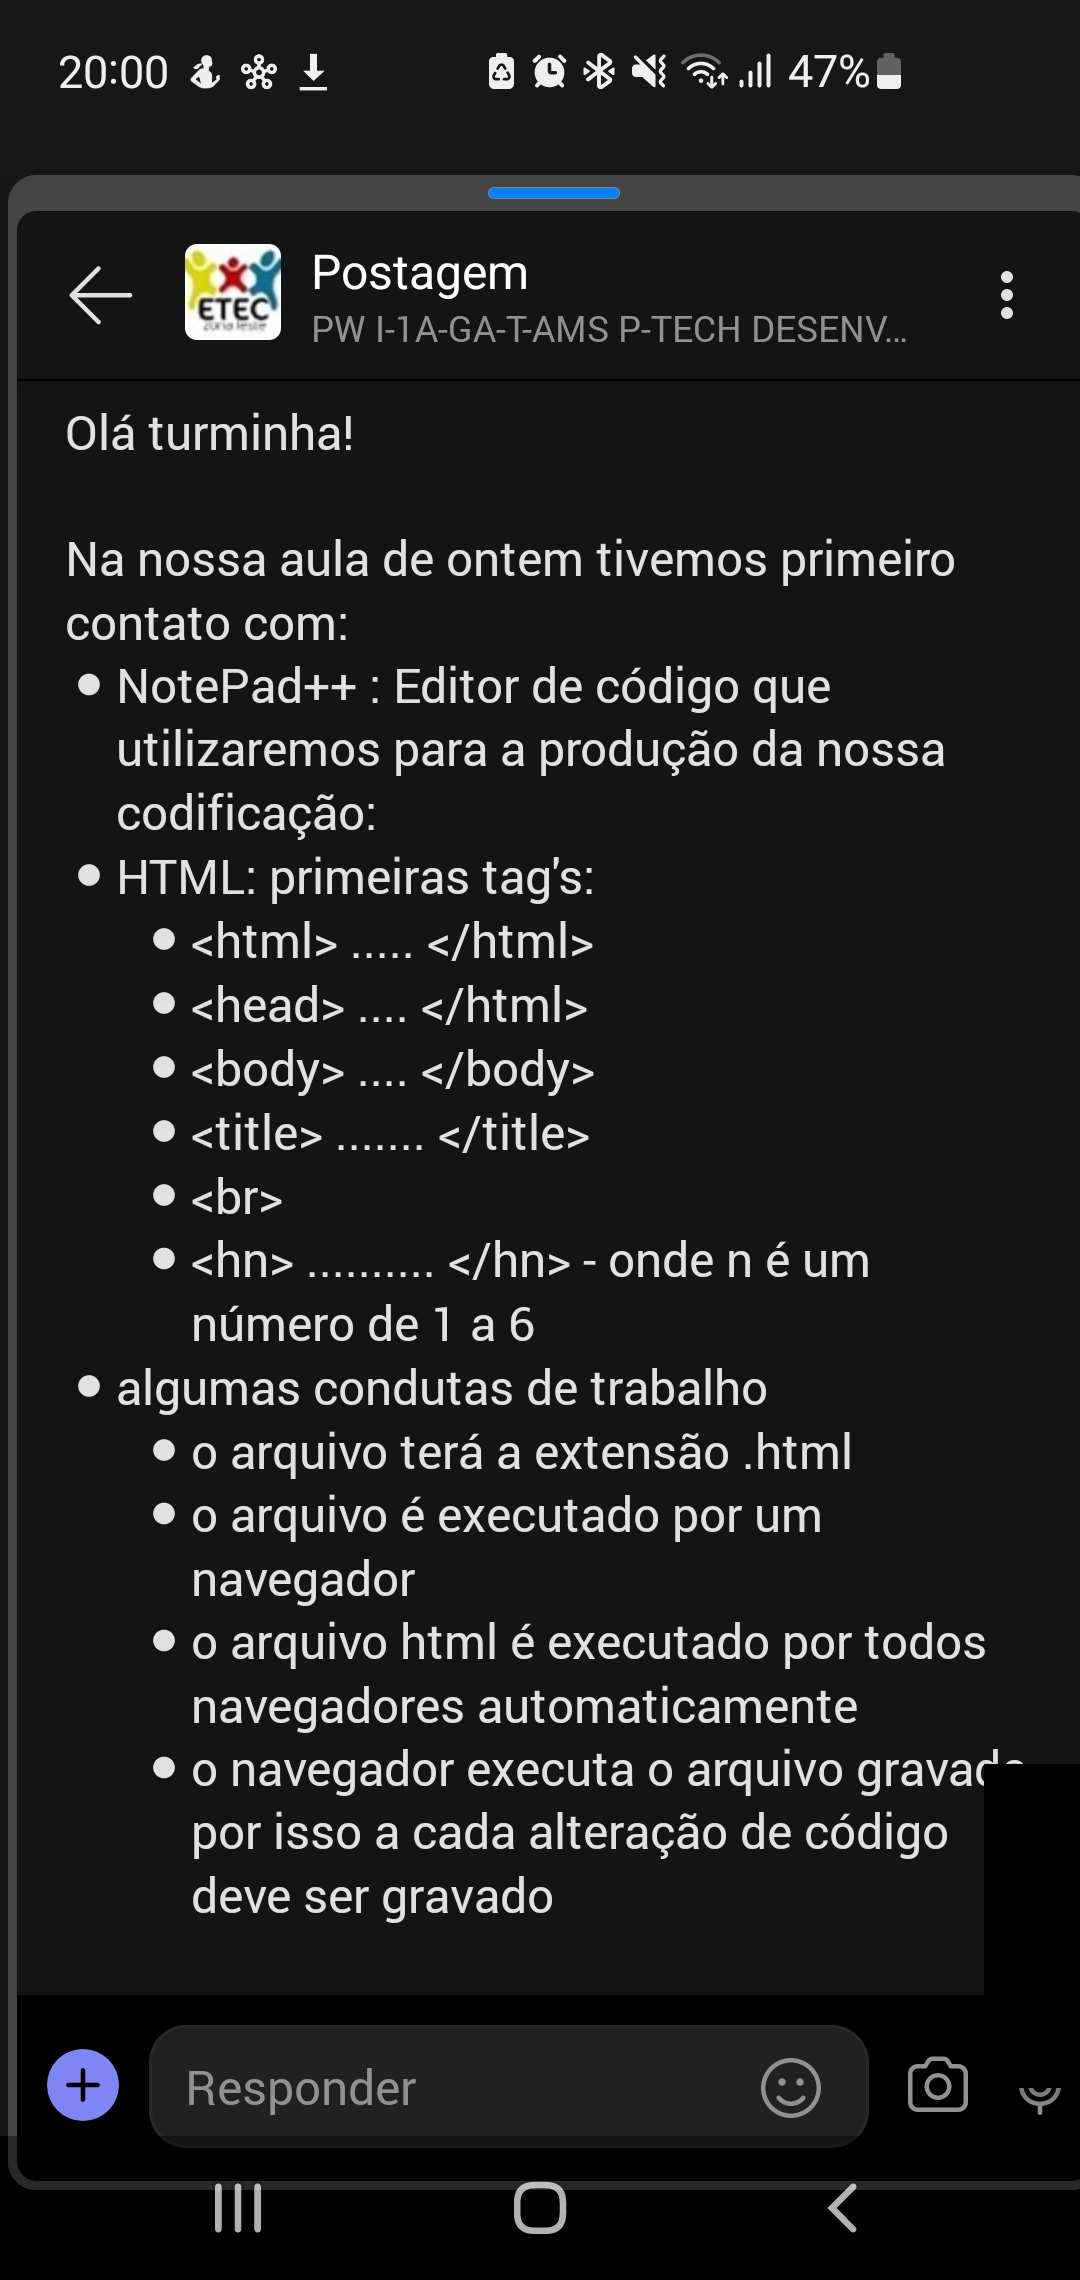 20:00
47%
ETEC
zona leste
Postagem
PW I-1A-GA-T-AMS P-TECH DESENV...
Olá turminha!
Na nossa aula de ontem tivemos primeiro
contato com:
NotePad++ : Editor de código que
utilizaremos para a produção da nossa
codificação:
HTML: primeiras tag's:
<html> ..... </html>
<head> .... </html>
<body> .... </body>
<title> ....... </title>
<br>
<hn> .......... </hn> - onde n é um
número de 1 a 6
algumas condutas de trabalho
o arquivo terá a extensão .html
o arquivo é executado por um
navegador
o arquivo html é executado por todos
navegadores automaticamente
o navegador executa o arquivo gravado
por isso a cada alteração de código
deve ser gravado
Responder